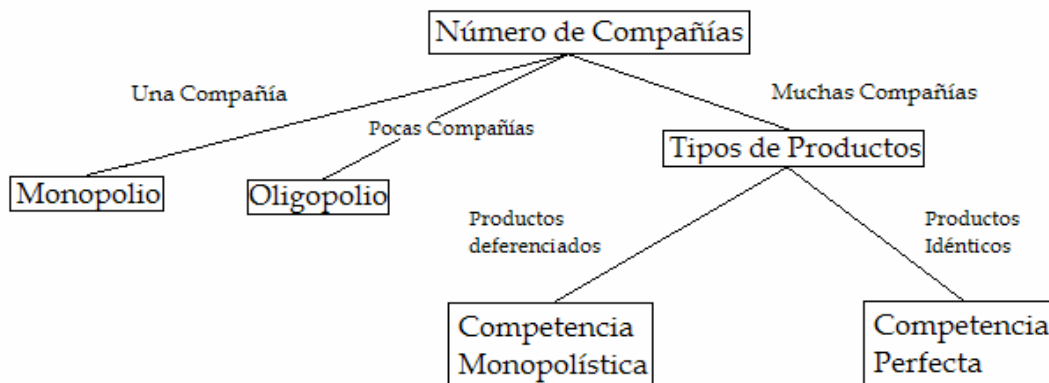 Número de Compañías
Una Compañía
Muchas Compañías
Pocas Compañías
Tipos de Productos
Monopolio
Oligopolio
Productos
deferenciados
Productos
Idénticos
Competencia
Monopolística
Competencia
Perfecta